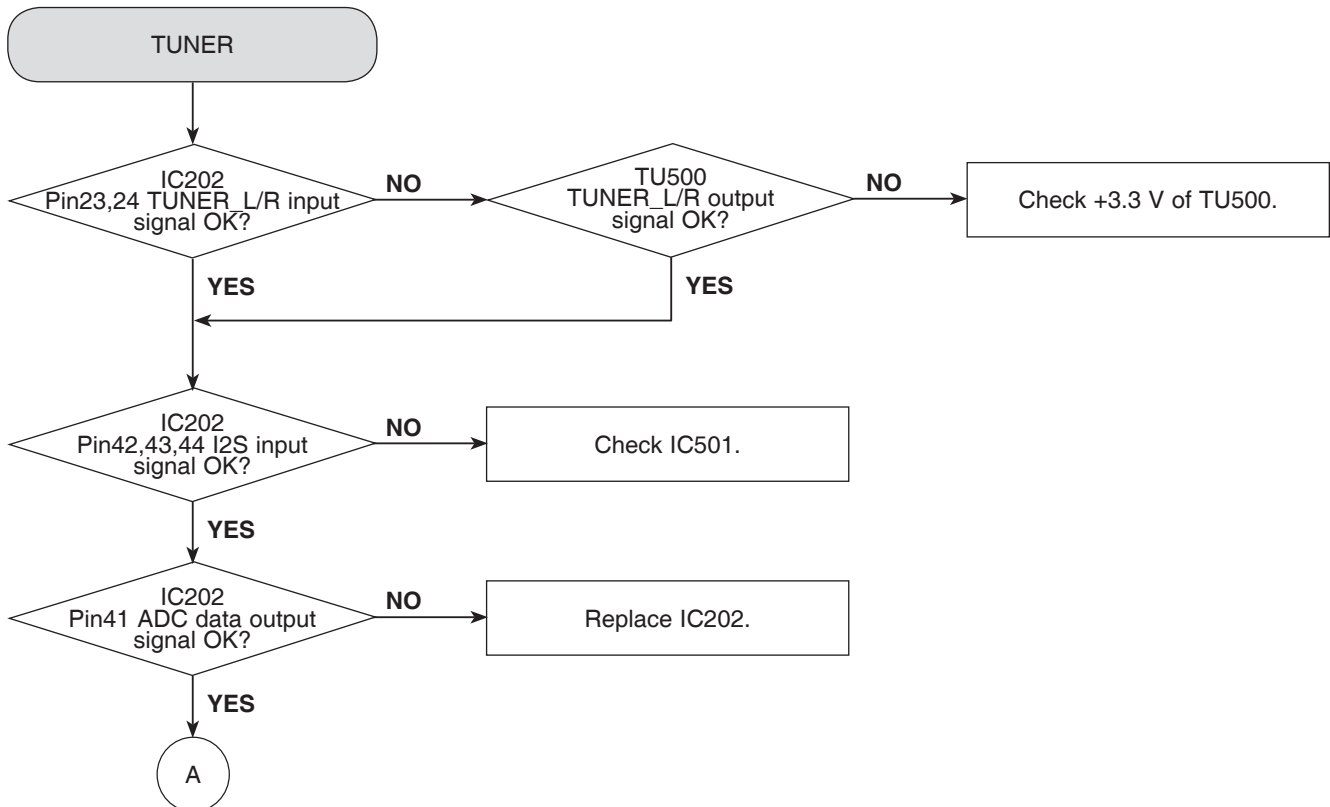 TUNER
IC202
Pin23,24 TUNER_L/R input
signal OK?
NO
TU500
TUNER_L/R output
signal OK?
NO
Check +3.3 V of TU500.
YES
YES
IC202
Pin42,43,44 I2S input
signal OK?
NO
Check IC501.
YES
IC202
Pin41 ADC data output
signal OK?
NO
Replace IC202.
YES
A